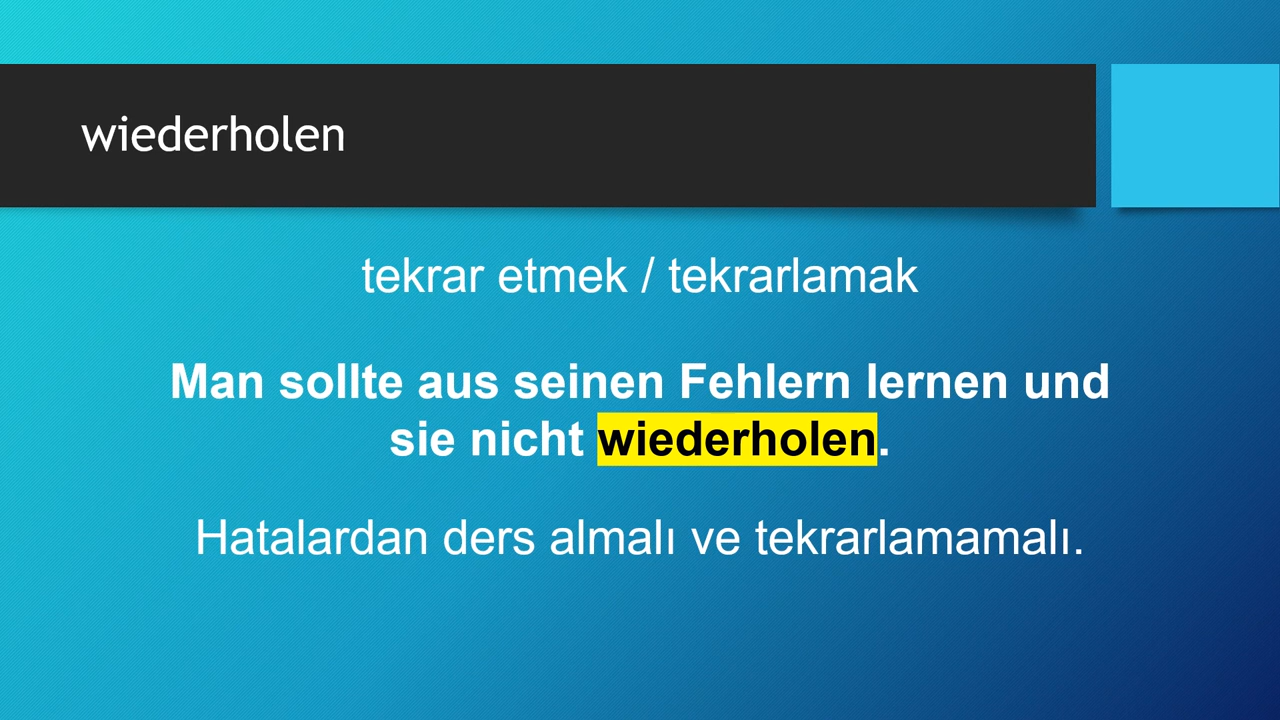 wiederholen
tekrar etmek / tekrarlamak
Man sollte aus seinen Fehlern lernen und
sie nicht wiederholen.
Hatalardan ders almalı ve tekrarlamamalı.